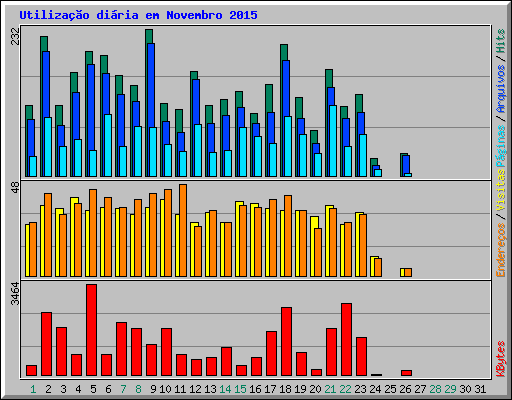 Utilização diária em Novembro 2015
232
48
3464
Hits / Arquivos / Páginas
Visitas / Endereços
KBytes
1 2 3 4 5 6 7 8 9 10 11 12 13 14 15 16 17 18 19 20 21 22 23 24 25 26 27 28 29 30 31